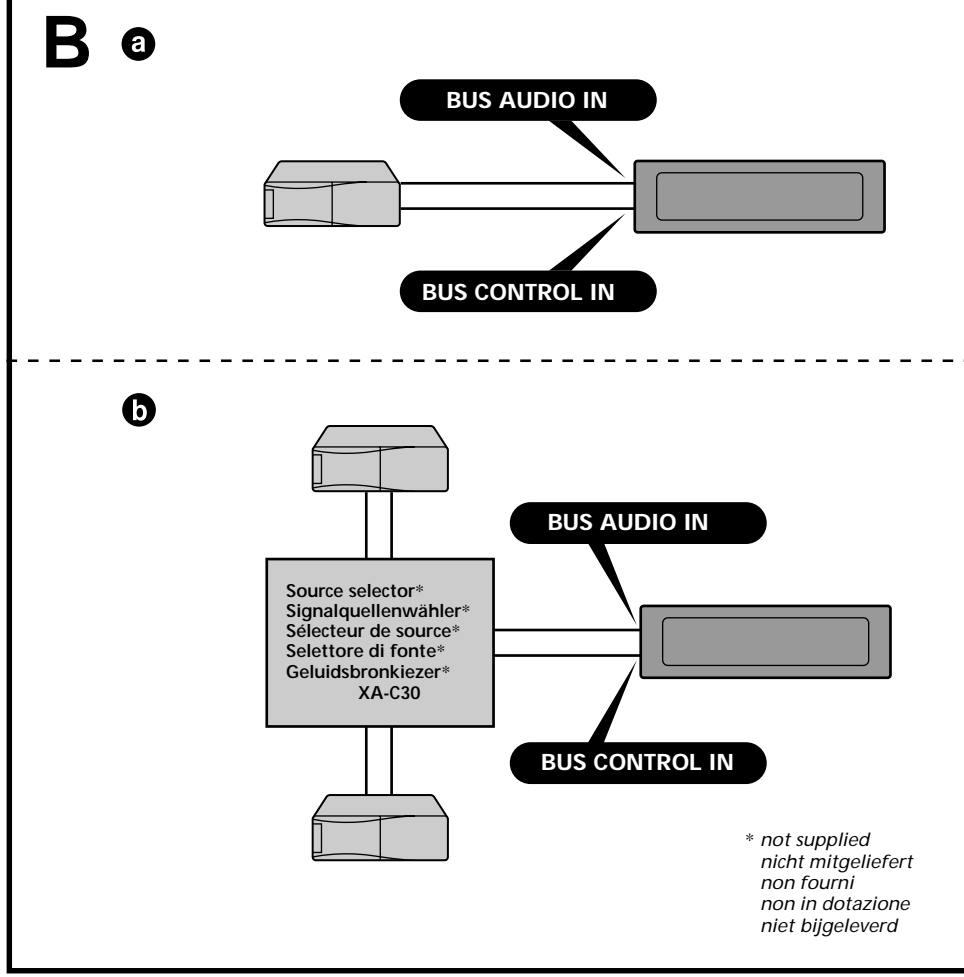 B a
BUS AUDIO IN
BUS CONTROL IN
b
BUS AUDIO IN
Source selector*
Signalquellenwähler*
Sélecteur de source*
Selettore di fonte*
Geluidsbronkiezer*
XA-C30
BUS CONTROL IN
* not supplied
nicht mitgeliefert
non fourni
non in dotazione
niet bijgeleverd